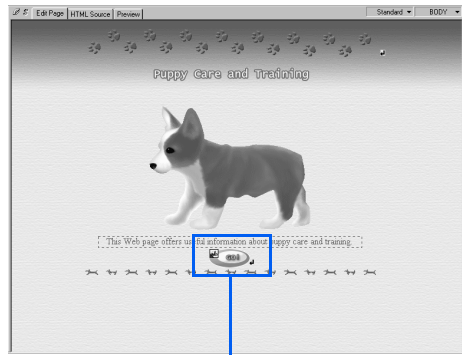 Edit Page HTML Source Preview Standard BODY
Puppy Care and Training
This Web page offers useful information about puppy care and training.
GO!